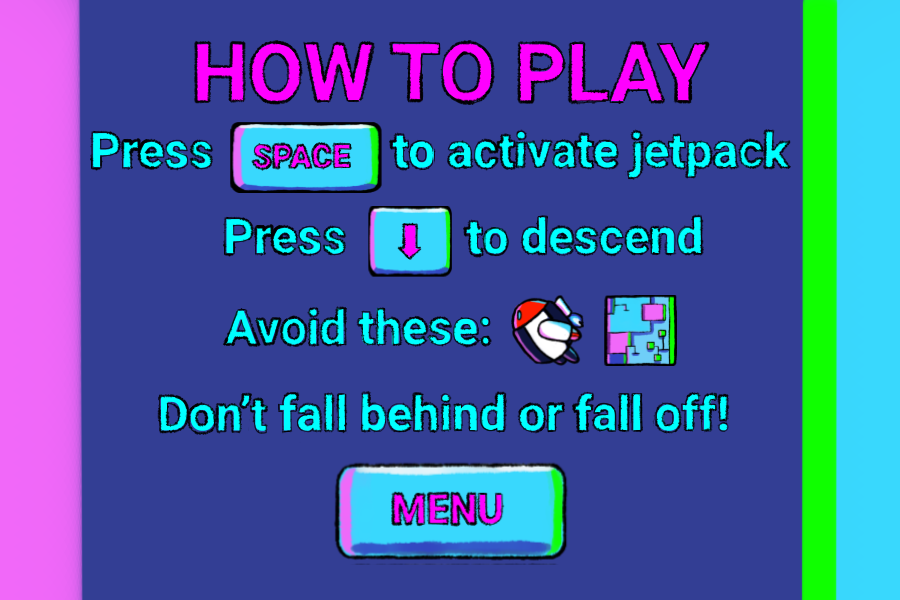 HOW TO PLAY
Press SPACE to activate jetpack
Press ⬇ to descend
Avoid these:
Don't fall behind or fall off!
MENU